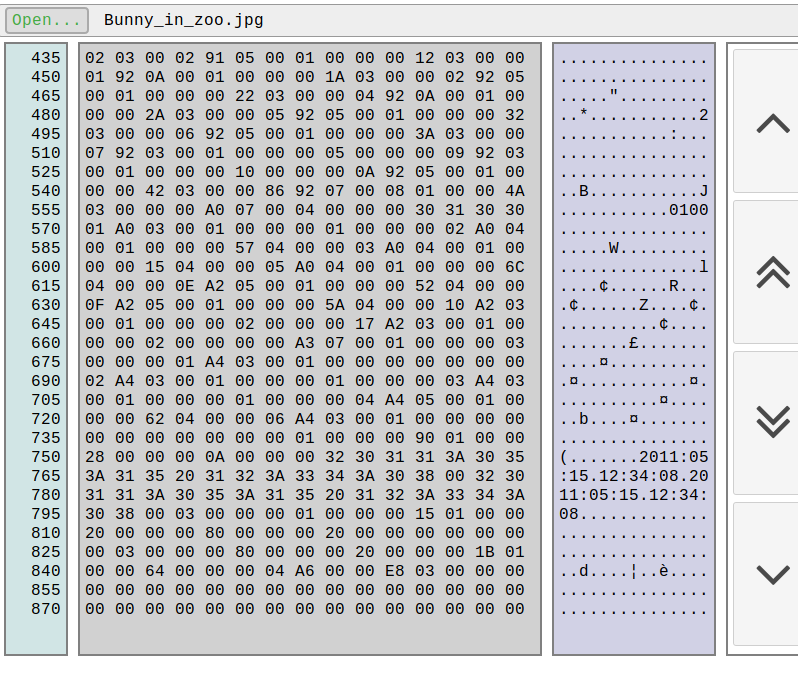 Open... Bunny_in_zoo.jpg
435 02 03 00 02 91 05 00 01 00 00 00 12 03 00 00 ...............
450 01 92 0A 00 01 00 00 00 1A 03 00 00 02 92 05 ...............
465 00 01 00 00 00 22 03 00 00 04 92 0A 00 01 00 .....".........
480 00 00 2A 03 00 00 05 92 05 00 01 00 00 00 32 ..*...........2
495 03 00 00 06 92 05 00 01 00 00 00 3A 03 00 00 ...........:...
510 07 92 03 00 01 00 00 00 05 00 00 00 09 92 03 ...............
525 00 01 00 00 00 10 00 00 00 0A 92 05 00 01 00 ...............
540 00 00 42 03 00 00 86 92 07 00 08 01 00 00 4A ..B...........J
555 03 00 00 00 A0 07 00 04 00 00 00 30 31 30 30 ...........0100
570 01 A0 03 00 01 00 00 00 01 00 00 00 02 A0 04 ...............
585 00 01 00 00 00 57 04 00 00 03 A0 04 00 01 00 .....W.........
600 00 00 15 04 00 00 05 A0 04 00 01 00 00 00 6C ..............l
615 04 00 00 0E A2 05 00 01 00 00 00 52 04 00 00 ....¢......R...
630 0F A2 05 00 01 00 00 00 5A 04 00 00 10 A2 03 .¢......Z....¢.
645 00 01 00 00 00 02 00 00 00 17 A2 03 00 01 00 ..........¢....
660 00 00 02 00 00 00 00 A3 07 00 01 00 00 00 03 .......£.......
675 00 00 00 01 A4 03 00 01 00 00 00 00 00 00 00 ....¤..........
690 02 A4 03 00 01 00 00 00 01 00 00 00 03 A4 03 .¤...........¤.
705 00 01 00 00 00 01 00 00 00 04 A4 05 00 01 00 ..........¤....
720 00 00 62 04 00 00 06 A4 03 00 01 00 00 00 00 ..b....¤.......
735 00 00 00 00 00 00 00 01 00 00 00 90 01 00 00 ...............
750 28 00 00 00 0A 00 00 00 32 30 31 31 3A 30 35 (.......2011:05
765 3A 31 35 20 31 32 3A 33 34 3A 30 38 00 32 30 :15.12:34:08.20
780 31 31 3A 30 35 3A 31 35 20 31 32 3A 33 34 3A 11:05:15.12:34:
795 30 38 00 03 00 00 00 01 00 00 00 15 01 00 00 08.............
810 20 00 00 00 80 00 00 00 20 00 00 00 00 00 00 ...............
825 00 03 00 00 00 80 00 00 00 20 00 00 00 1B 01 ...............
840 00 00 64 00 00 00 04 A6 00 00 E8 03 00 00 00 ..d....¦..è....
855 00 00 00 00 00 00 00 00 00 00 00 00 00 00 00 ...............
870 00 00 00 00 00 00 00 00 00 00 00 00 00 00 00 ...............